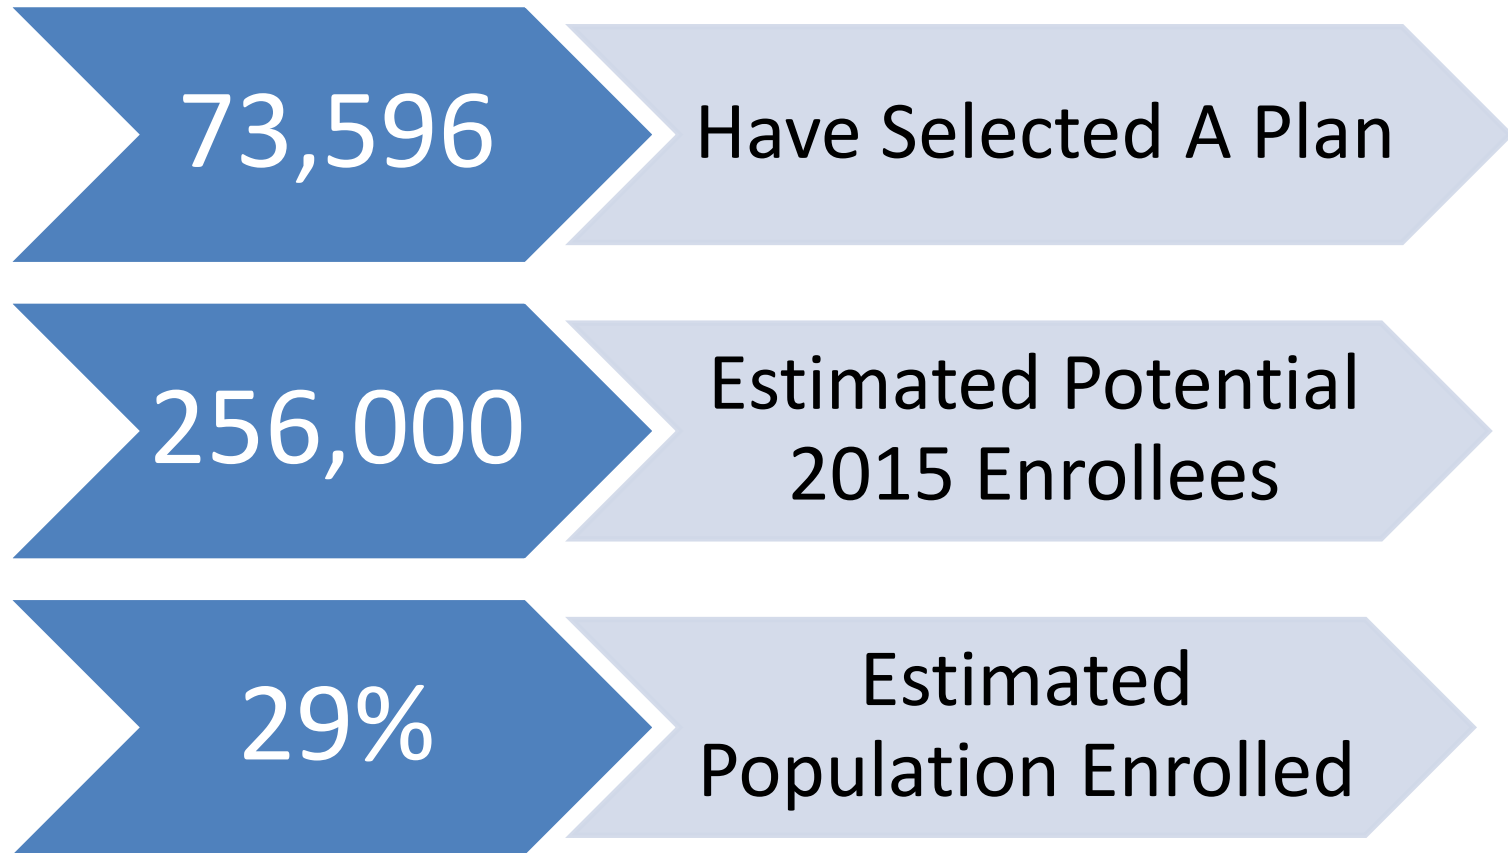 73,596
Have Selected A Plan
256,000
Estimated Potential
2015 Enrollees
29%
Estimated
Population Enrolled